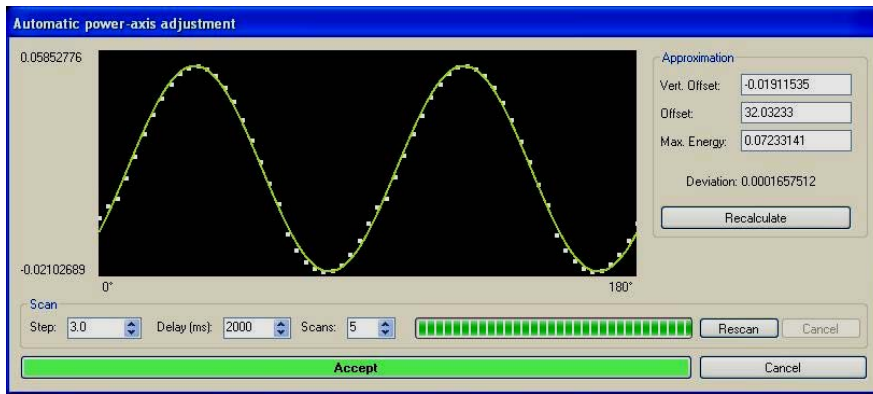 Automatic power-axis adjustment
0.05852776
-0.02102689
0°
180°
Approximation
Vert. Offset: -0.01911535
Offset: 32.03233
Max. Energy: 0.07233141
Deviation: 0.0001657512
Recalculate
Scan
Step: 3.0 Delay (ms): 2000 Scans: 5 Rescan Cancel
Accept Cancel